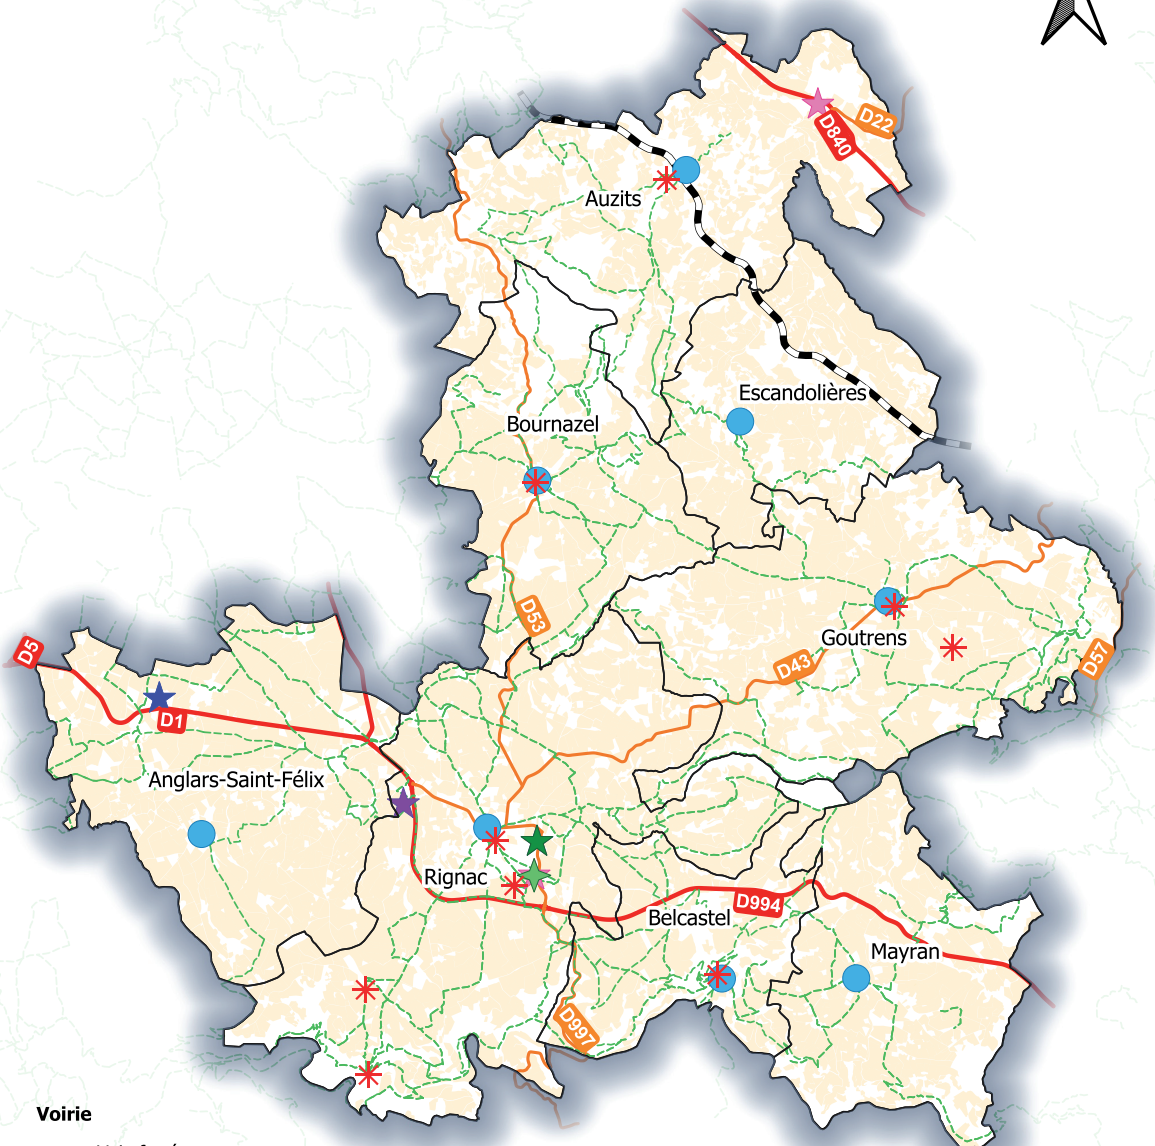 D22
D840
Auzits
Escandolières
Bournazel
D53
Goutrens
D5
D43
D57
D1
Anglars-Saint-Félix
Rignac
D994
Belcastel
Mayran
D997
Voirie